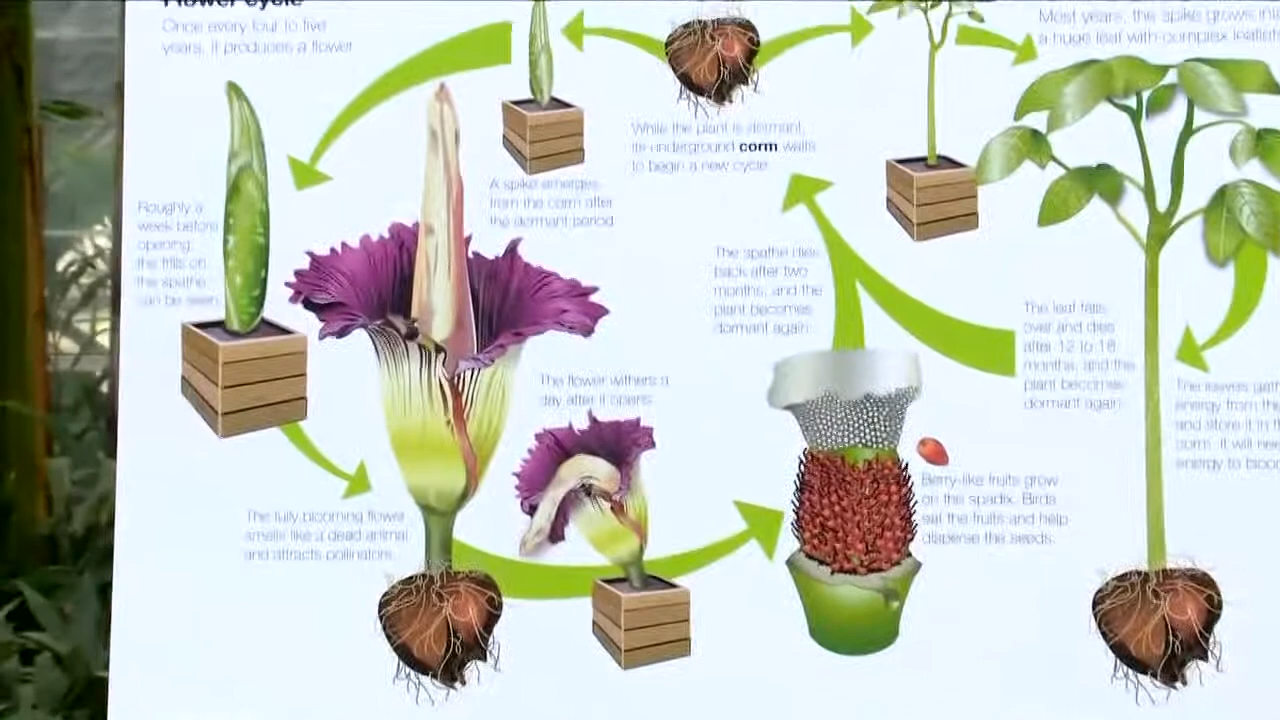 Flower cycle
Once every four to five
years, it produces a flower
Most years, the spike grows int
a huge leaf with complex leaflets
While the plant is dormant,
its underground corm waits
to begin a new cycle.
A spike emerges
from the corm after
the dormant period.
Roughly a
week before
opening,
the frills on
the spathe
can be seen.
The spathe dies
back after two
months, and the
plant becomes
dormant again.
The leaf falls
over and dies
after 12 to 18
months, and the
plant becomes
dormant again.
The flower withers a
day after it opens.
The leaves gath
energy from the
and store it in th
corm. It will nee
energy to bloo
Berry-like fruits grow
on the spadix. Birds
eat the fruits and help
disperse the seeds.
The fully blooming flower
smells like a dead animal
and attracts pollinators.